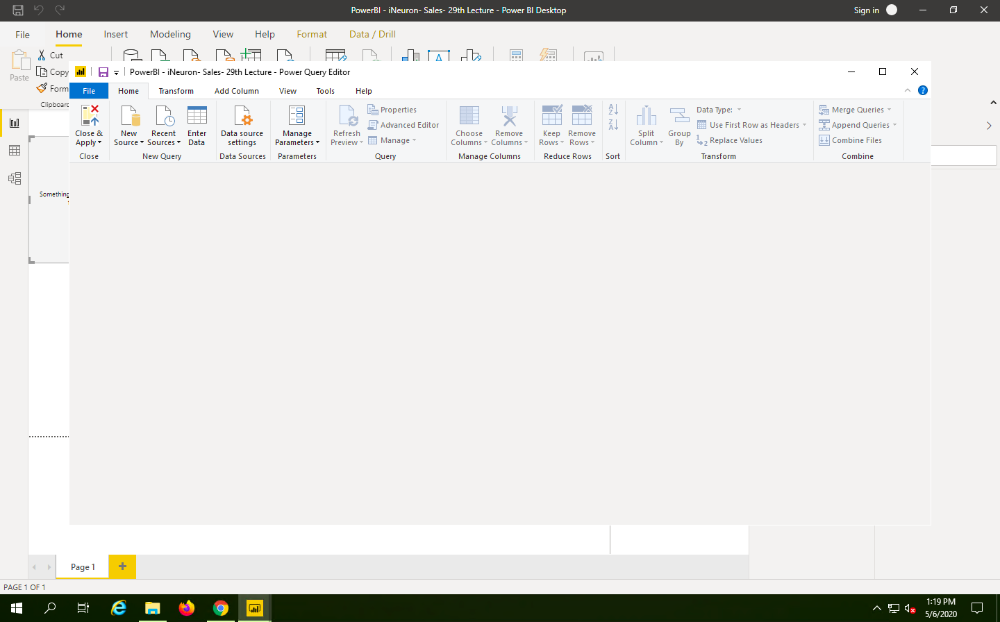 PowerBI - iNeuron- Sales- 29th Lecture - Power BI Desktop
Sign in
File Home Insert Modeling View Help Format Data / Drill
Paste
Cut
Copy
Form
Clipboard
PowerBI - iNeuron- Sales- 29th Lecture - Power Query Editor
File Home Transform Add Column View Tools Help
Close & Apply
New Source
Recent Sources
Enter Data
Data source settings
Manage Parameters
Refresh Preview
Properties
Advanced Editor
Manage
Choose Columns
Remove Columns
Keep Rows
Remove Rows
Split Column
Group By
Data Type:
Use First Row as Headers
Replace Values
Merge Queries
Append Queries
Combine Files
Close New Query Data Sources Parameters Query Manage Columns Reduce Rows Sort Transform Combine
Something
Page 1
PAGE 1 OF 1
1:19 PM
5/6/2020